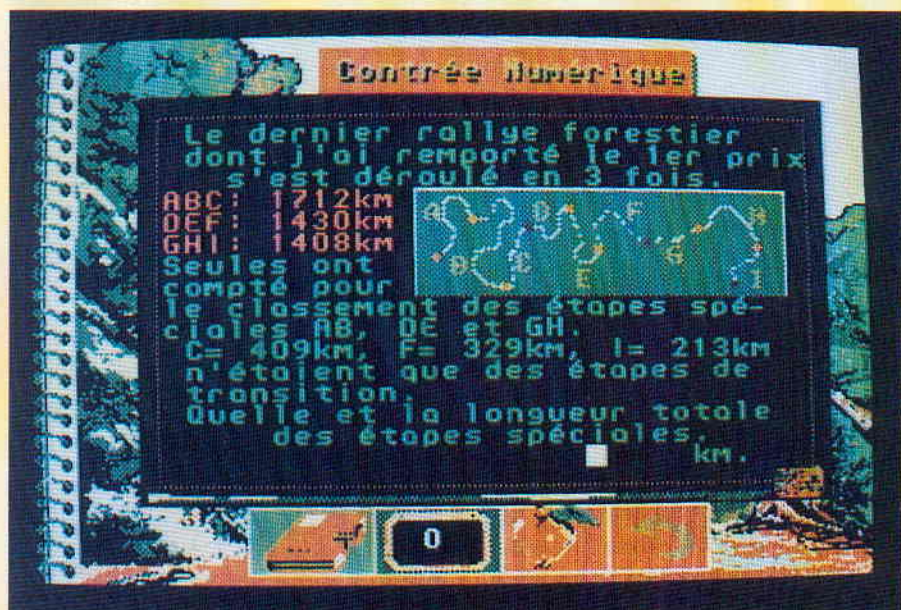 Contrée Numérique
Le dernier rallye forestier
dont j'ai remporté le 1er prix
s'est déroulé en 3 fois.
ABC: 1712km
DEF: 1430km
GHI: 1408km
A D F H
B C E G I
Seules ont
compté pour
le classement des étapes spé-
ciales AB, DE et GH.
C= 409km, F= 329km, I= 213km
n'étaient que des étapes de
transition.
Quelle et la longueur totale
des étapes spéciales.
km.
0